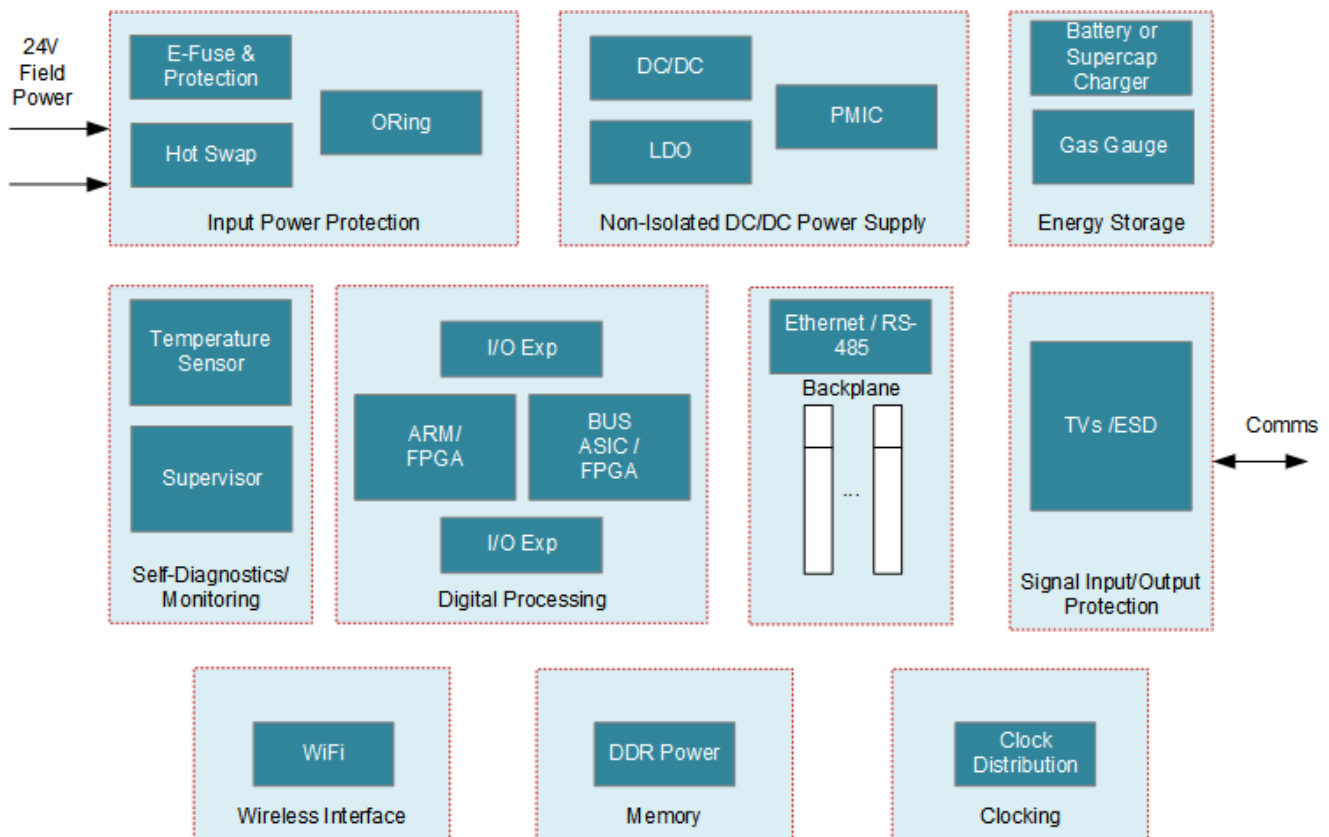 24V
Field
Power
E-Fuse &
Protection
Hot Swap
ORing
Input Power Protection
DC/DC
LDO
PMIC
Non-Isolated DC/DC Power Supply
Battery or
Supercap
Charger
Gas Gauge
Energy Storage
Temperature
Sensor
Supervisor
Self-Diagnostics/
Monitoring
I/O Exp
ARM/
FPGA
BUS
ASIC /
FPGA
I/O Exp
Digital Processing
Ethernet / RS-
485
Backplane
...
TVs /ESD
Signal Input/Output
Protection
Comms
WiFi
Wireless Interface
DDR Power
Memory
Clock
Distribution
Clocking